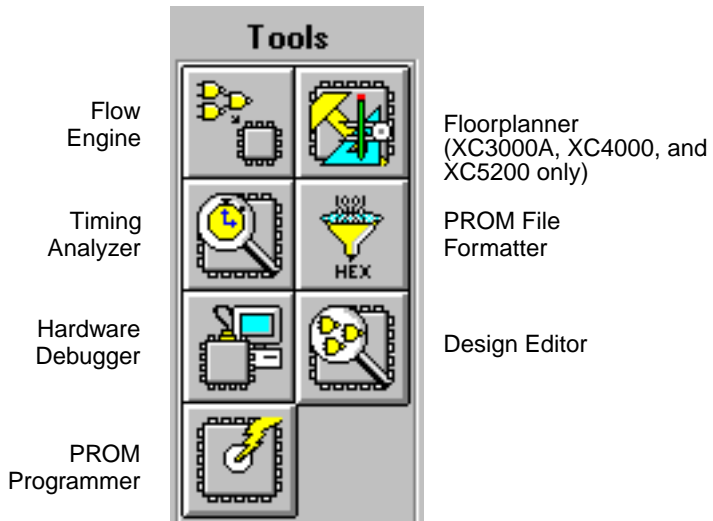 Tools
Flow
Engine
Floorplanner
(XC3000A, XC4000, and
XC5200 only)
Timing
Analyzer
1001
HEX
PROM File
Formatter
Hardware
Debugger
Design Editor
PROM
Programmer